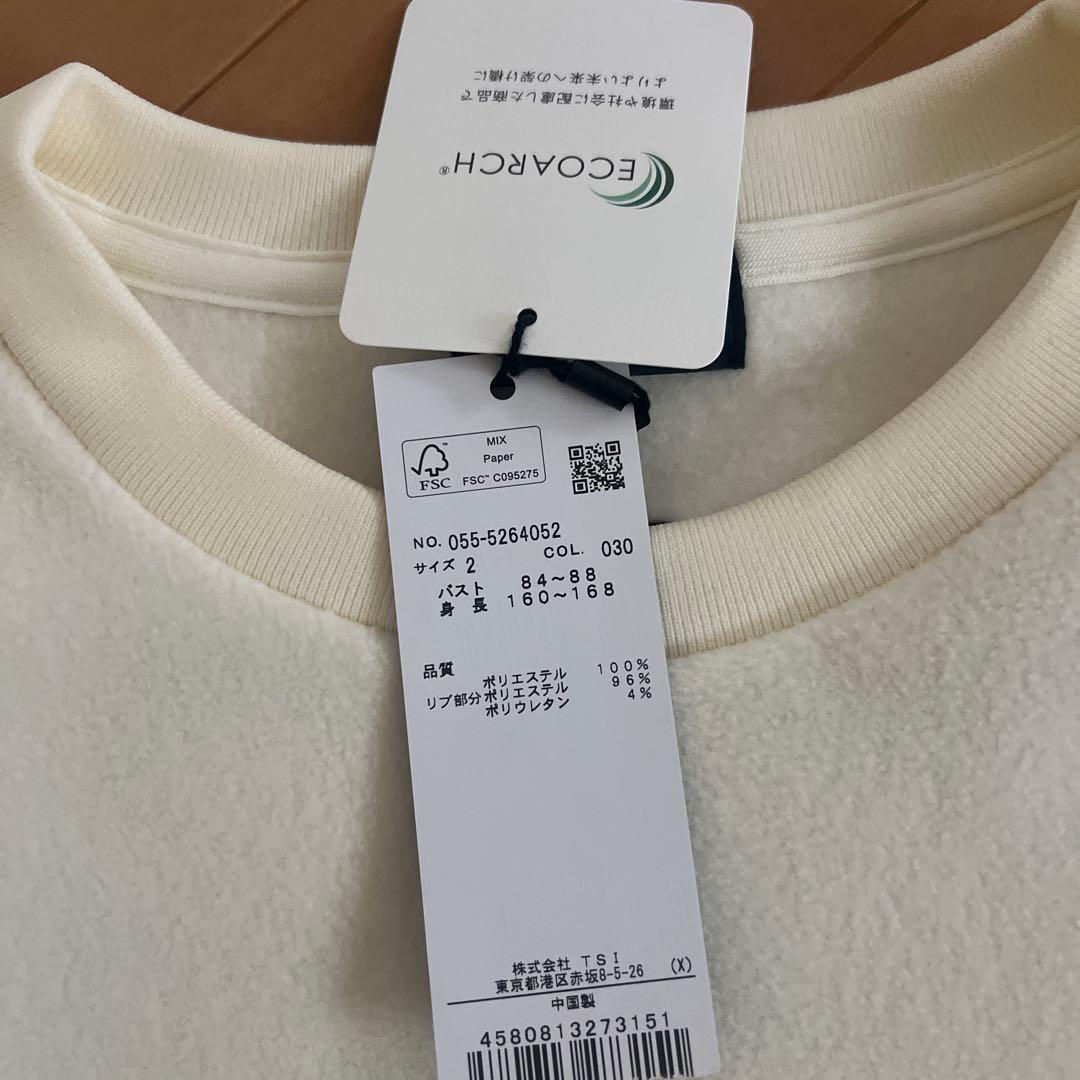 環境や社会に配慮した商品で
よりよい未来への架け橋に
ECOARCH®
FSC™
MIX
Paper
FSC™ C095275
NO. 055-5264052
サイズ 2 COL. 030
バスト 84～88
身長 160～168
品質
ポリエステル 100%
リブ部分 ポリエステル 96%
ポリウレタン 4%
株式会社 TSI
東京都港区赤坂8-5-26 (X)
中国製
4580813273151